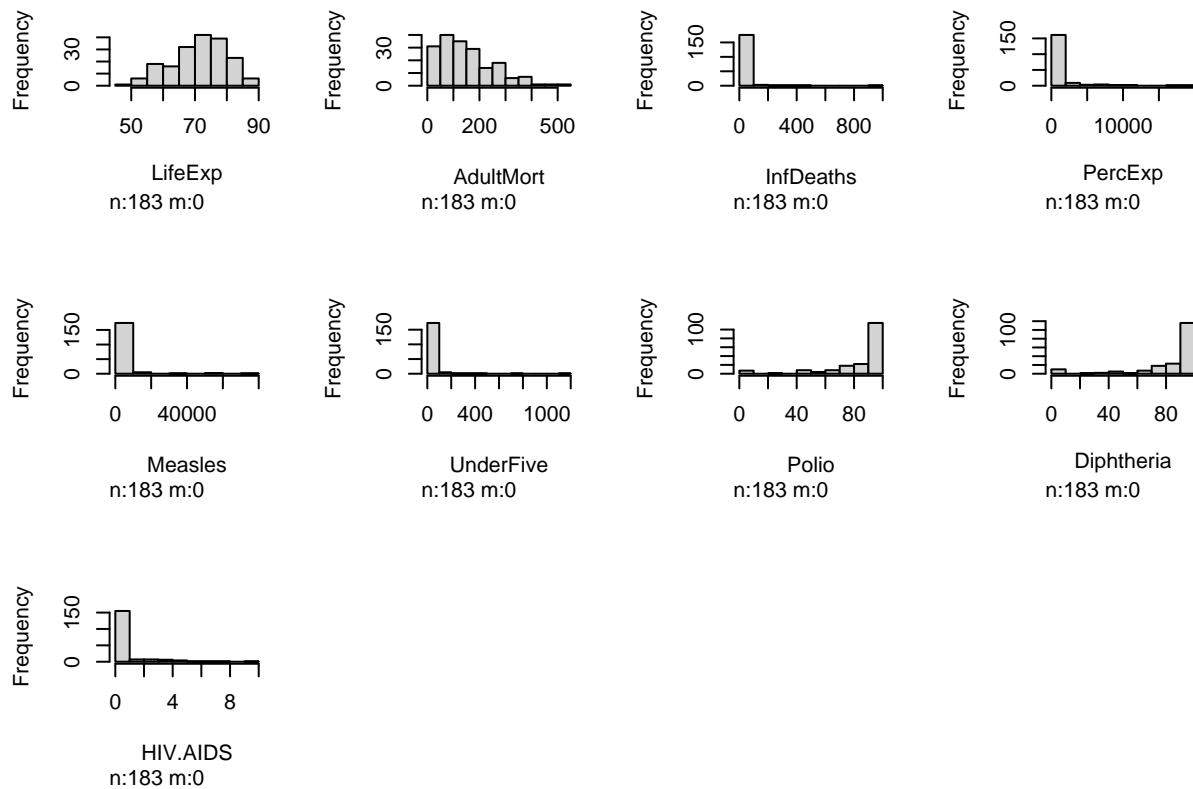 Frequency
0 30
50 70 90
LifeExp
n:183 m:0
Frequency
0 30
0 200 500
AdultMort
n:183 m:0
Frequency
0 150
0 400 800
InfDeaths
n:183 m:0
Frequency
0 150
0 10000
PercExp
n:183 m:0
Frequency
0 150
0 40000
Measles
n:183 m:0
Frequency
0 150
0 400 1000
UnderFive
n:183 m:0
Frequency
0 100
0 40 80
Polio
n:183 m:0
Frequency
0 100
0 40 80
Diphtheria
n:183 m:0
Frequency
0 150
0 4 8
HIV.AIDS
n:183 m:0